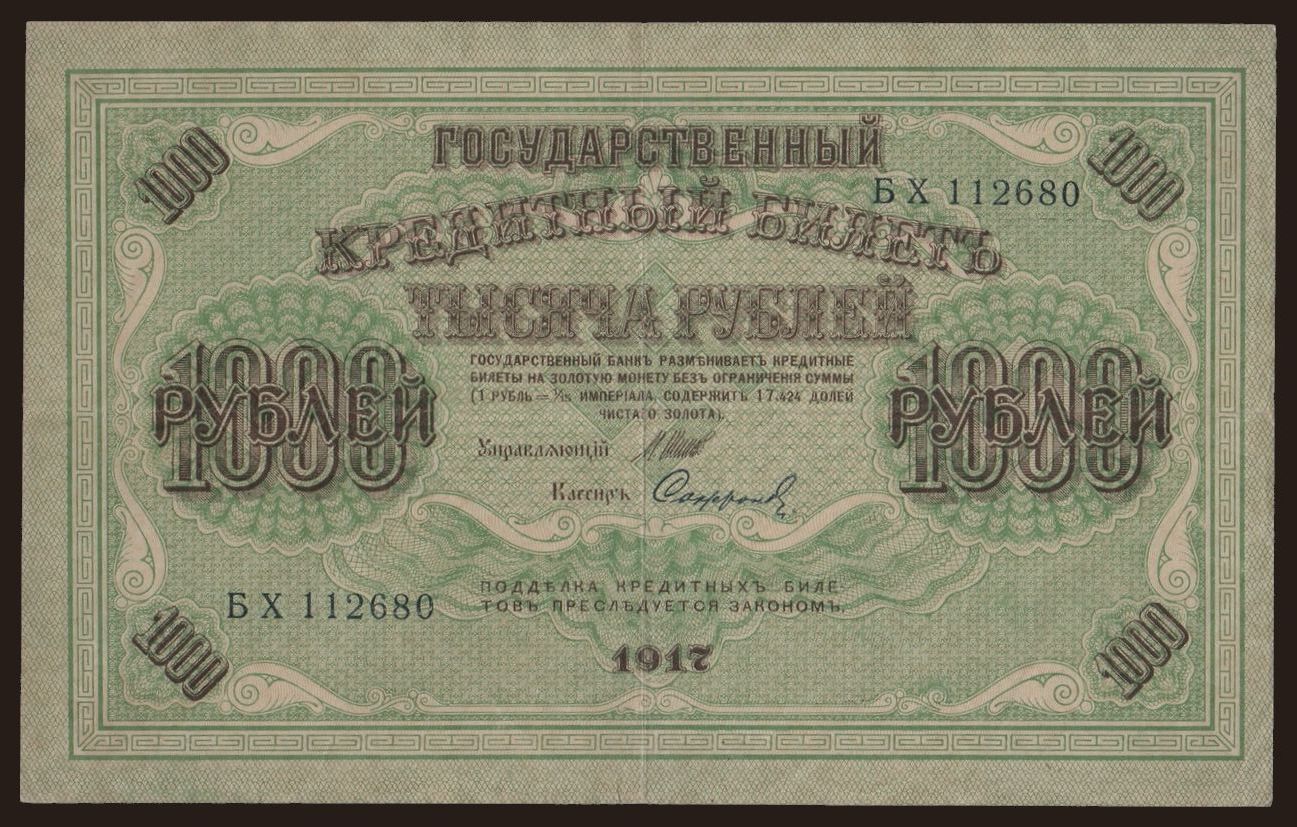 1000
ГОСУДАРСТВЕННЫЙ
1000
БХ 112680
КРЕДИТНЫЙ БИЛЕТЪ
ТЫСЯЧА РУБЛЕЙ
1000
РУБЛЕЙ
1000
РУБЛЕЙ
ГОСУДАРСТВЕННЫЙ БАНКЪ РАЗМѢНИВАЕТЪ КРЕДИТНЫЕ
БИЛЕТЫ НА ЗОЛОТУЮ МОНЕТУ БЕЗЪ ОГРАНИЧЕНІЯ СУММЫ
(1 РУБЛЬ = 1/15 ИМПЕРІАЛА, СОДЕРЖИТЪ 17.424 ДОЛЕЙ
ЧИСТАГО ЗОЛОТА).
Управляющій
Кассиръ
Сафронов
ПОДДѢЛКА КРЕДИТНЫХЪ БИЛЕ-
ТОВЪ ПРЕСЛѢДУЕТСЯ ЗАКОНОМЪ.
БХ 112680
1917
1000
1000